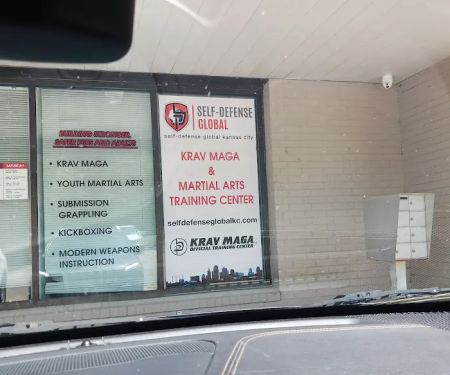 BUILDING STRONGER,
SAFER KIDS AND ADULTS
• KRAV MAGA
• YOUTH MARTIAL ARTS
• SUBMISSION
GRAPPLING
• KICKBOXING
• MODERN WEAPONS
INSTRUCTION
SELF-DEFENSE
GLOBAL
self-defense global kansas city
KRAV MAGA
&
MARTIAL ARTS
TRAINING CENTER
selfdefenseglobalkc.com
KRAV MAGA
OFFICIAL TRAINING CENTER